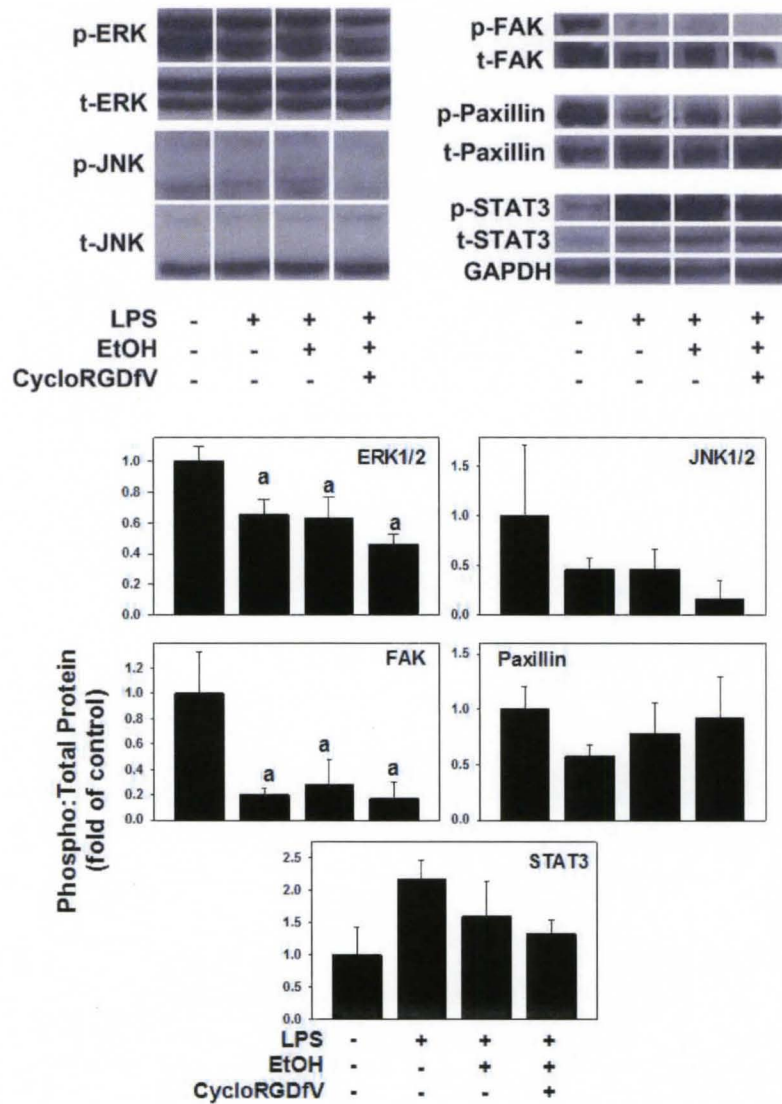 p-ERK
t-ERK
p-JNK
t-JNK
p-FAK
t-FAK
p-Paxillin
t-Paxillin
p-STAT3
t-STAT3
GAPDH
LPS - + + + - + + +
EtOH - - + + - - + +
CycloRGDfV - - - + - - - +
Phospho:Total Protein
(fold of control)
ERK1/2
1.0
0.8
0.6
0.4
0.2
0.0
a a a
JNK1/2
1.5
1.0
0.5
0.0
FAK
1.2
1.0
0.8
0.6
0.4
0.2
0.0
a a a
Paxillin
1.5
1.0
0.5
0.0
STAT3
2.5
2.0
1.5
1.0
0.5
0.0
LPS - + + +
EtOH - - + +
CycloRGDfV - - - +